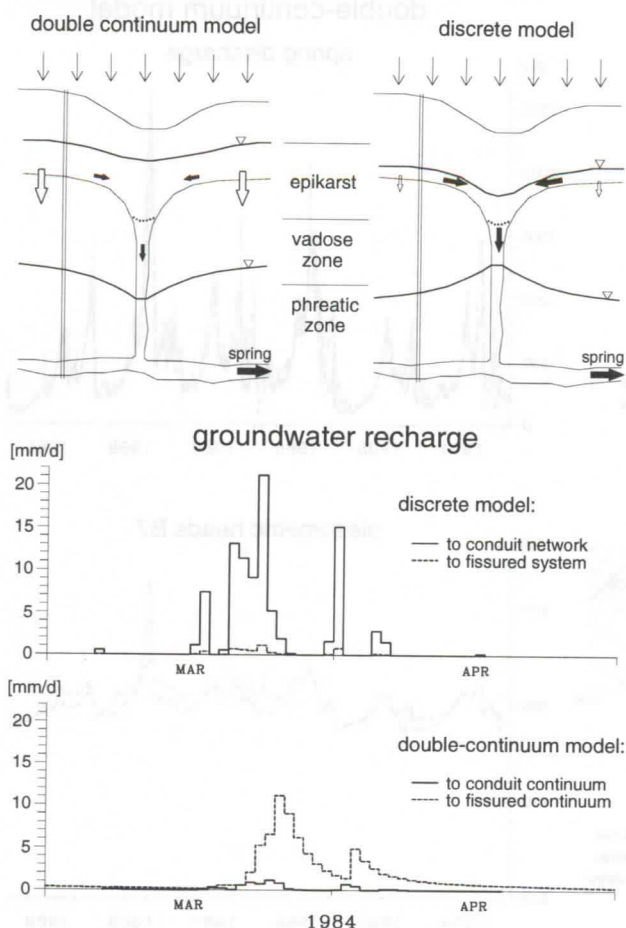 double continuum model
discrete model
epikarst
vadose
zone
phreatic
zone
spring
spring
groundwater recharge
[mm/d]
20
15
10
5
0
discrete model:
to conduit network
to fissured system
MAR
APR
[mm/d]
20
15
10
5
0
double-continuum model:
to conduit continuum
to fissured continuum
MAR
APR
1984